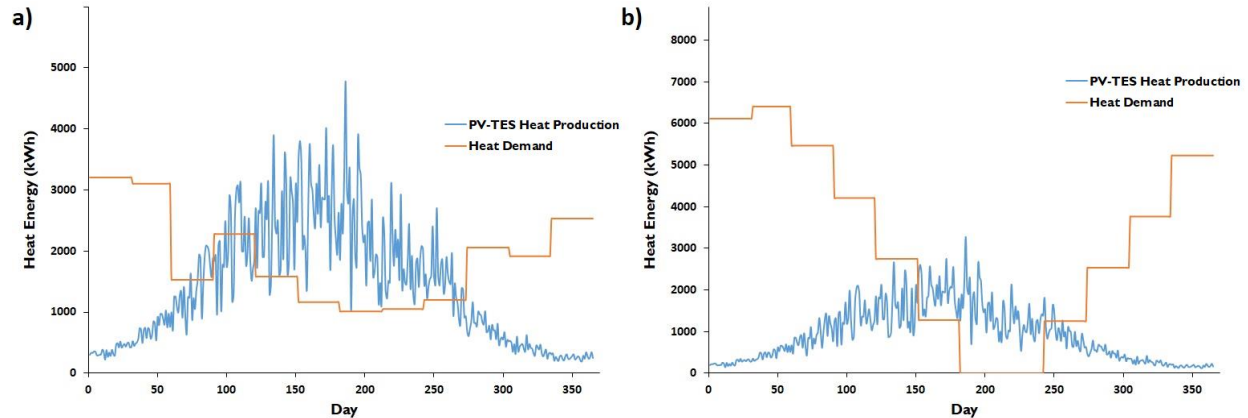 a)
Heat Energy (kWh)
5000
4000
3000
2000
1000
0
0 50 100 150 200 250 300 350
Day
PV-TES Heat Production
Heat Demand
b)
Heat Energy (kWh)
8000
7000
6000
5000
4000
3000
2000
1000
0
0 50 100 150 200 250 300 350
Day
PV-TES Heat Production
Heat Demand